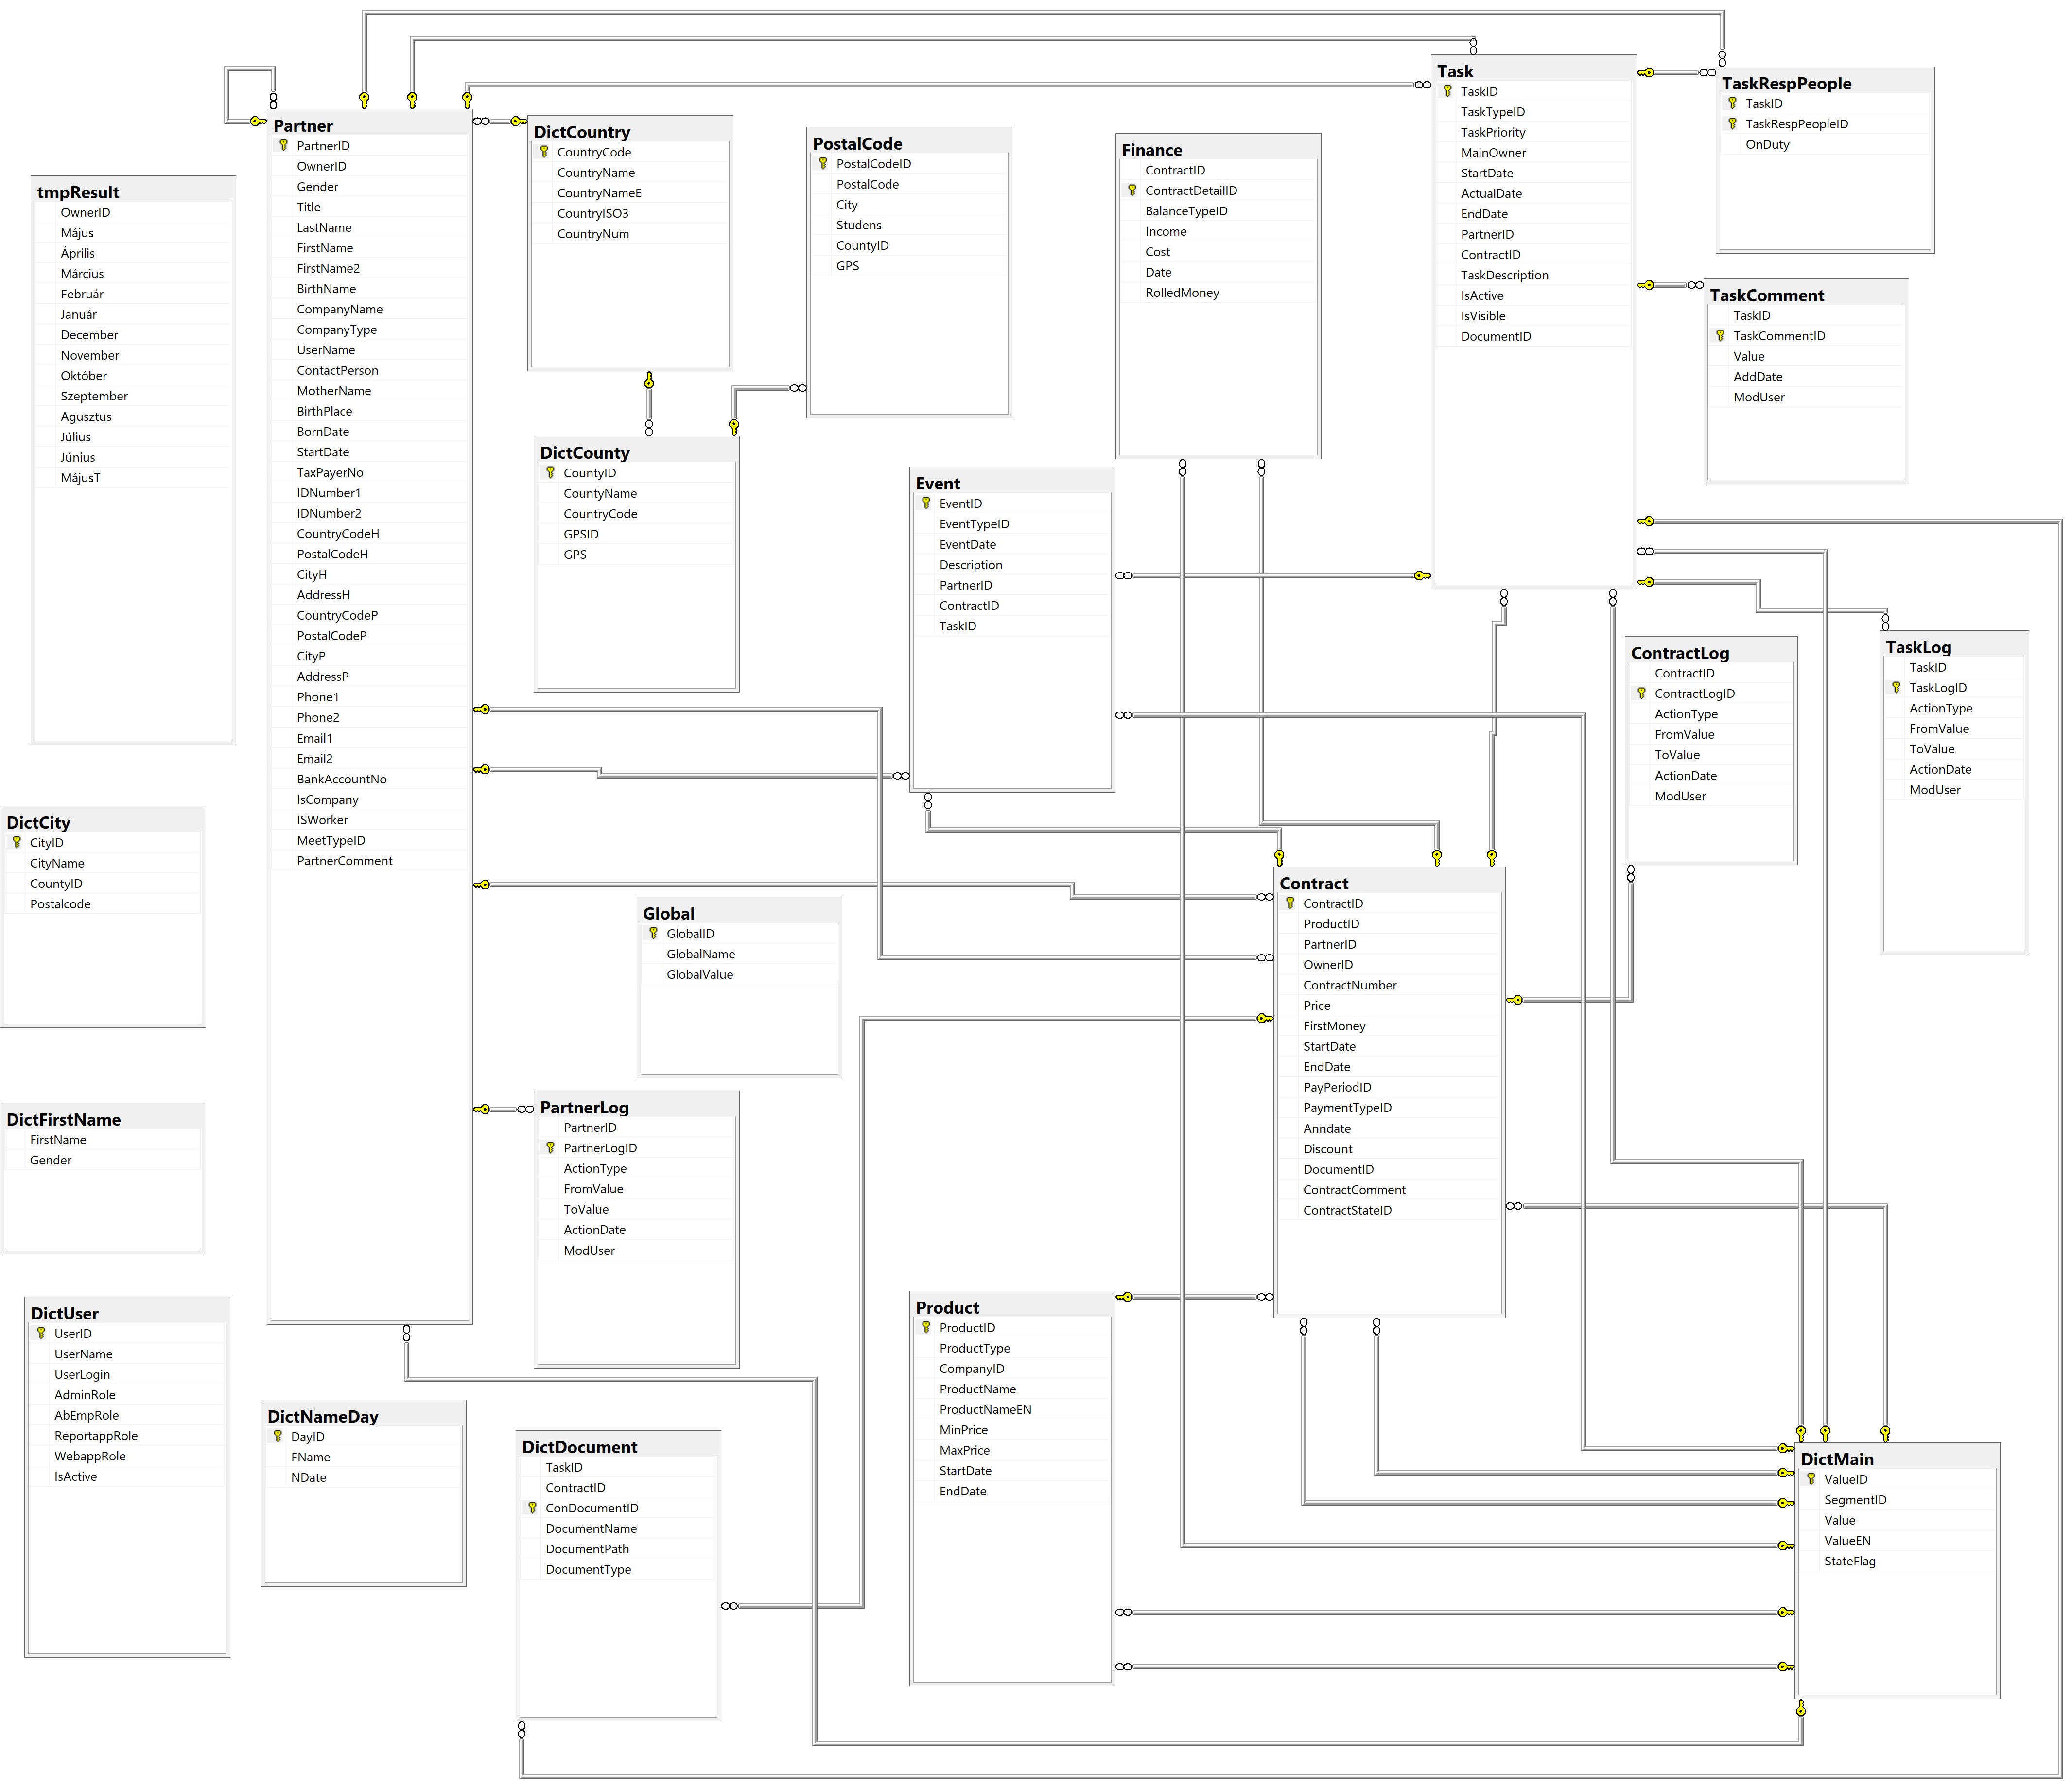 Partner
PartnerID
OwnerID
Gender
Title
LastName
FirstName
FirstName2
BirthName
CompanyName
CompanyType
UserName
ContactPerson
MotherName
BirthPlace
BornDate
StartDate
TaxPayerNo
IDNumber1
IDNumber2
CountryCodeH
PostalCodeH
CityH
AddressH
CountryCodeP
PostalCodeP
CityP
AddressP
Phone1
Phone2
Email1
Email2
BankAccountNo
IsCompany
ISWorker
MeetTypeID
PartnerComment
DictCountry
CountryCode
CountryName
CountryNameE
CountryISO3
CountryNum
PostalCode
PostalCodeID
PostalCode
City
Studens
CountyID
GPS
Finance
ContractID
ContractDetailID
BalanceTypeID
Income
Cost
Date
RolledMoney
Task
TaskID
TaskTypeID
TaskPriority
MainOwner
StartDate
ActualDate
EndDate
PartnerID
ContractID
TaskDescription
IsActive
IsVisible
DocumentID
TaskRespPeople
TaskID
TaskRespPeopleID
OnDuty
tmpResult
OwnerID
Május
Április
Március
Február
Január
December
November
Október
Szeptember
Agusztus
Július
Június
MájusT
TaskComment
TaskID
TaskCommentID
Value
AddDate
ModUser
DictCounty
CountyID
CountyName
CountryCode
GPSID
GPS
Event
EventID
EventTypeID
EventDate
Description
PartnerID
ContractID
TaskID
ContractLog
ContractID
ContractLogID
ActionType
FromValue
ToValue
ActionDate
ModUser
TaskLog
TaskID
TaskLogID
ActionType
FromValue
ToValue
ActionDate
ModUser
DictCity
CityID
CityName
CountyID
Postalcode
Global
GlobalID
GlobalName
GlobalValue
Contract
ContractID
ProductID
PartnerID
OwnerID
ContractNumber
Price
FirstMoney
StartDate
EndDate
PayPeriodID
PaymentTypeID
Anndate
Discount
DocumentID
ContractComment
ContractStateID
DictFirstName
FirstName
Gender
PartnerLog
PartnerID
PartnerLogID
ActionType
FromValue
ToValue
ActionDate
ModUser
DictUser
UserID
UserName
UserLogin
AdminRole
AbEmpRole
ReportappRole
WebappRole
IsActive
DictNameDay
DayID
FName
NDate
DictDocument
TaskID
ContractID
ConDocumentID
DocumentName
DocumentPath
DocumentType
Product
ProductID
ProductType
CompanyID
ProductName
ProductNameEN
MinPrice
MaxPrice
StartDate
EndDate
DictMain
ValueID
SegmentID
Value
ValueEN
StateFlag